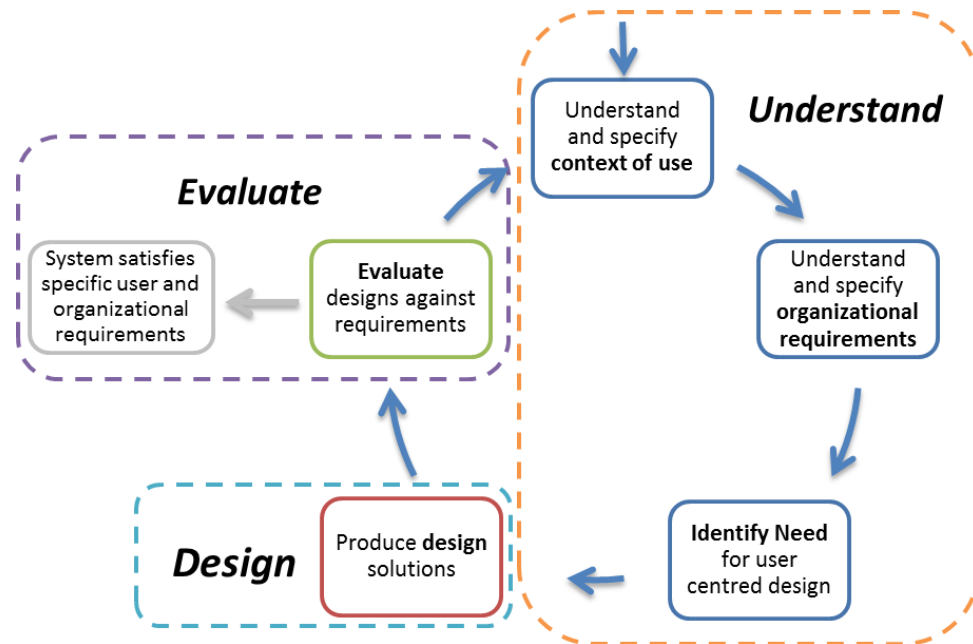 Understand
Understand
and specify
context of use
Understand
and specify
organizational
requirements
Identify Need
for user
centred design
Design
Produce design
solutions
Evaluate
Evaluate
designs against
requirements
System satisfies
specific user and
organizational
requirements